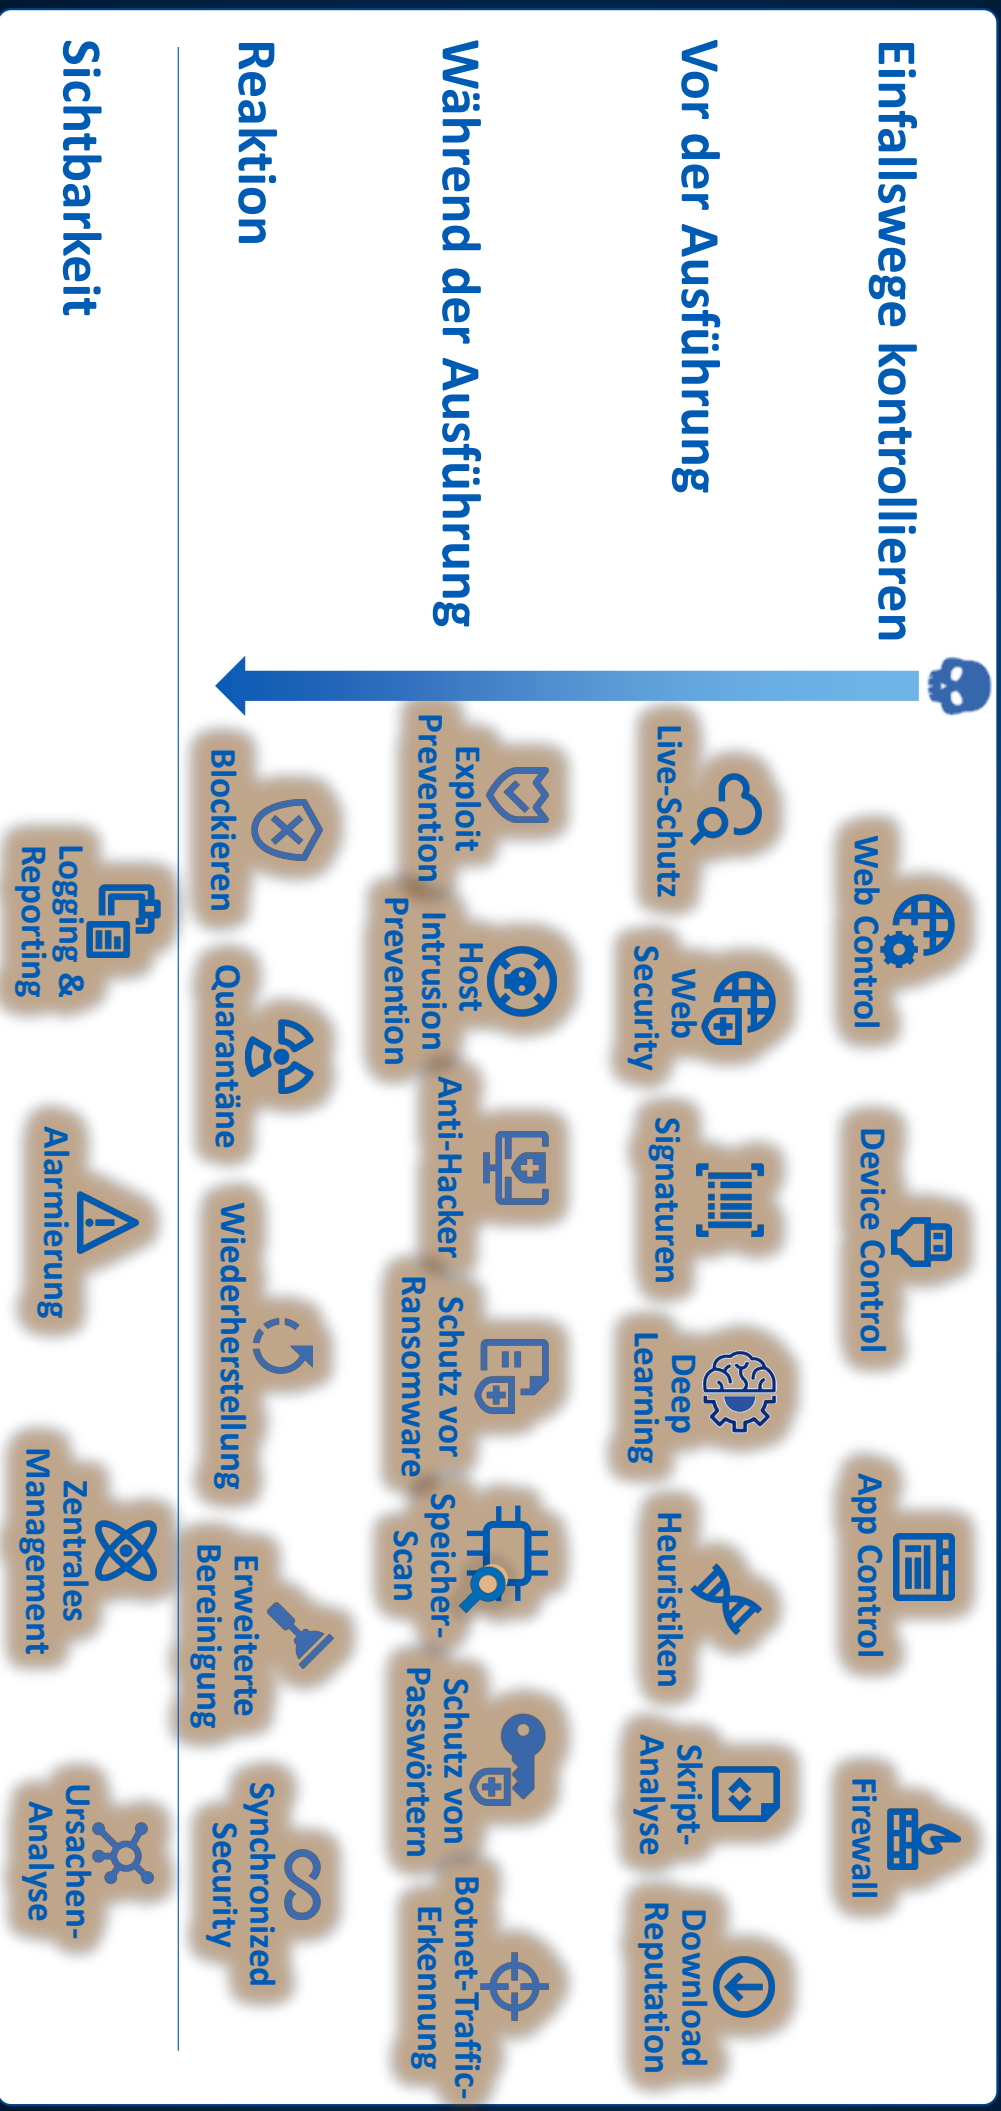 Einfallswege kontrollieren
Web Control
Device Control
App Control
Firewall
Vor der Ausführung
Live-Schutz
Web
Security
Signaturen
Deep
Learning
Heuristiken
Skript-
Analyse
Download
Reputation
Während der Ausführung
Exploit
Prevention
Host
Intrusion
Prevention
Anti-Hacker
Schutz vor
Ransomware
Speicher-
Scan
Schutz von
Passwörtern
Botnet-Traffic-
Erkennung
Reaktion
Blockieren
Quarantäne
Wiederherstellung
Erweiterte
Bereinigung
Synchronized
Security
Sichtbarkeit
Logging &
Reporting
Alarmierung
Zentrales
Management
Ursachen-
Analyse